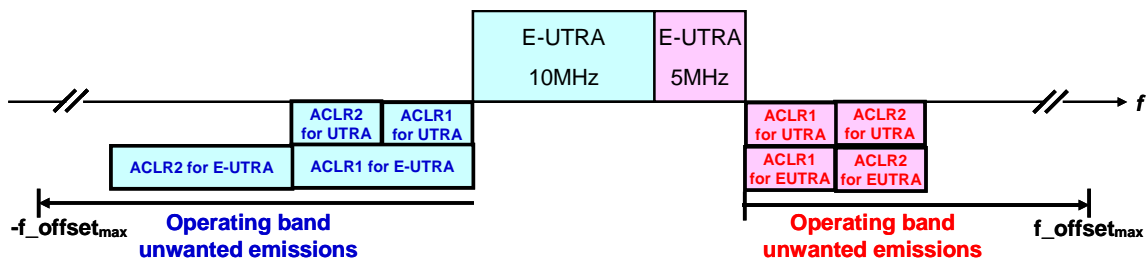 E-UTRA
10MHz
E-UTRA
5MHz
f
ACLR2
for UTRA
ACLR1
for UTRA
ACLR1
for UTRA
ACLR2
for UTRA
ACLR2 for E-UTRA
ACLR1 for E-UTRA
ACLR1
for EUTRA
ACLR2
for EUTRA
-f_offsetmax
Operating band
unwanted emissions
Operating band
unwanted emissions
f_offsetmax